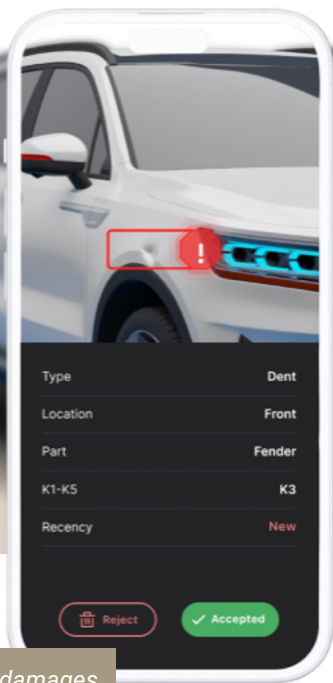 !
Type Dent
Location Front
Part Fender
K1-K5 K3
Recency New
Reject Accepted
damages